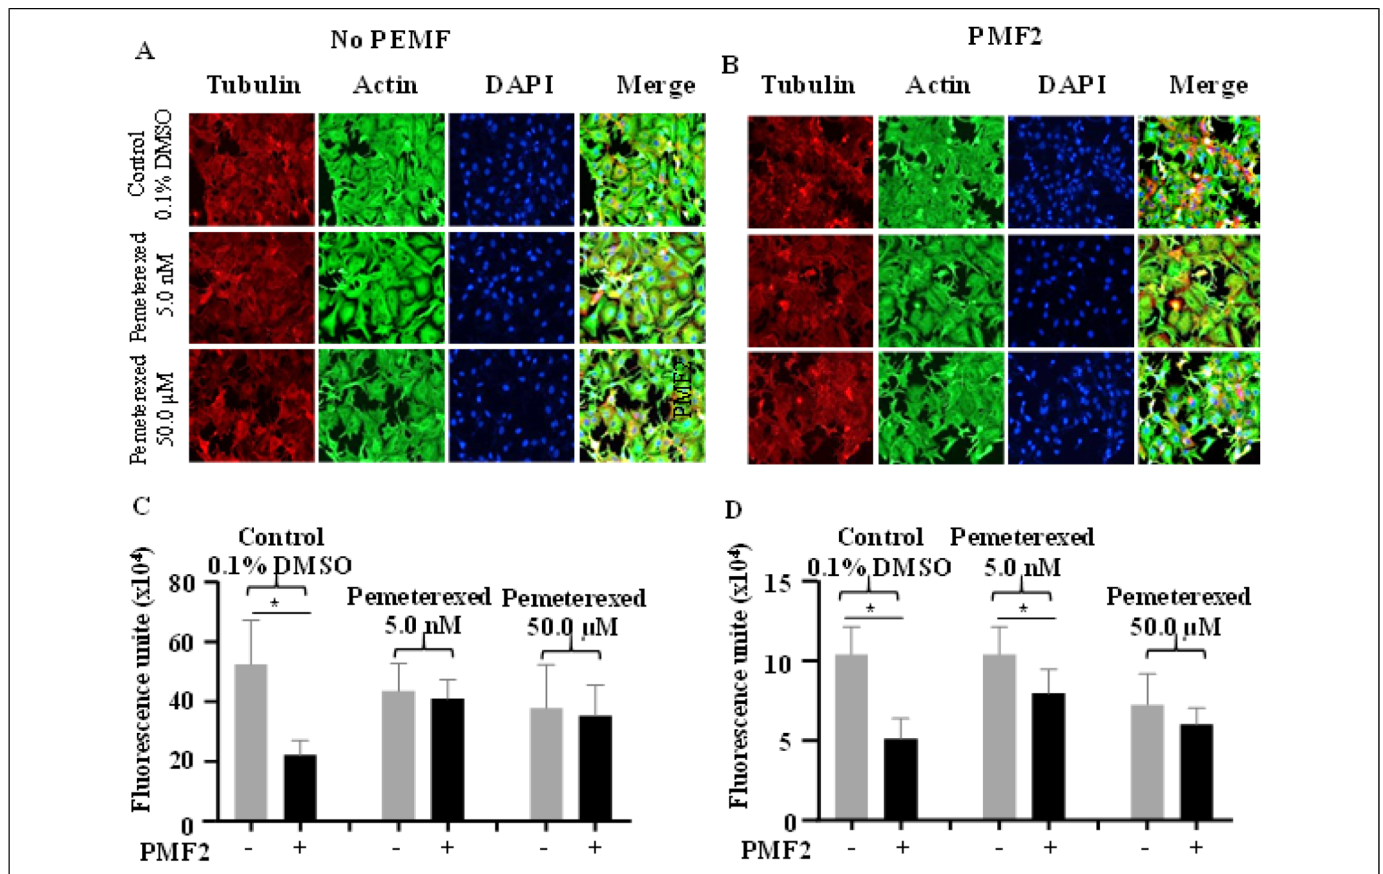 A
No PEMF
Tubulin Actin DAPI Merge
Control
0.1% DMSO
Pemeterexed
5.0 nM
Pemeterexed
50.0 µM
PMF2
B
PMF2
Tubulin Actin DAPI Merge
C
Fluorescence unite (x10⁴)
80
60
40
20
0
Control
0.1% DMSO
*
Pemeterexed
5.0 nM
Pemeterexed
50.0 µM
PMF2 - + - + - +
D
Fluorescence unite (x10⁴)
15
10
5
0
Control
0.1% DMSO
*
Pemeterexed
5.0 nM
*
Pemeterexed
50.0 µM
PMF2 - + - + - +